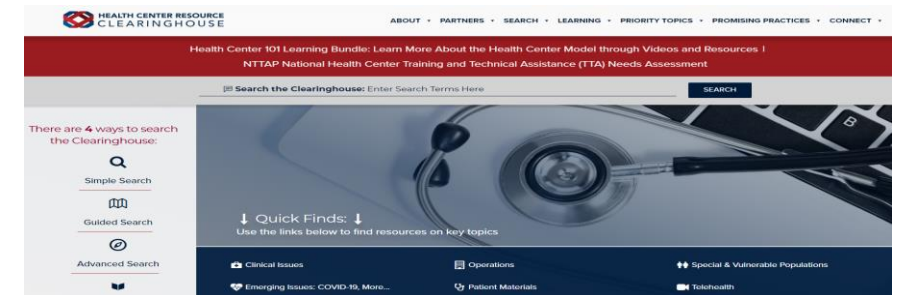 HEALTH CENTER RESOURCE
CLEARINGHOUSE
ABOUT
PARTNERS
SEARCH
LEARNING
PRIORITY TOPICS
PROMISING PRACTICES
CONNECT
Health Center 101 Learning Bundle: Learn More About the Health Center Model through Videos and Resources !
NTTAP National Health Center Training and Technical Assistance (TTA) Needs Assessment
Search the Clearinghouse: Enter Search Terms Here
SEARCH
There are 4 ways to search
the Clearinghouse:
Simple Search
Guided Search
Advanced Search
Quick Finds:
Use the links below to find resources on key topics
Clinical Issues
Operations
Special & Vulnerable Populations
Emerging Issues: COVID-19, More...
Patient Materials
Telehealth
B